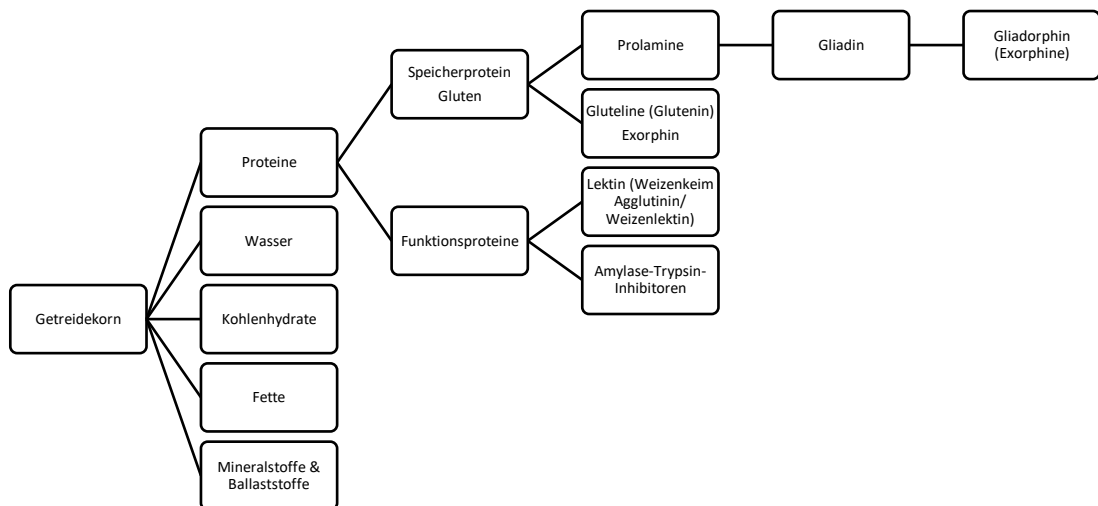 Getreidekorn
Proteine
Wasser
Kohlenhydrate
Fette
Mineralstoffe &
Ballaststoffe
Speicherprotein
Gluten
Funktionsproteine
Prolamine
Gluteline (Glutenin)
Exorphin
Lektin (Weizenkeim
Agglutinin/
Weizenlektin)
Amylase-Trypsin-
Inhibitoren
Gliadin
Gliadorphin
(Exorphine)